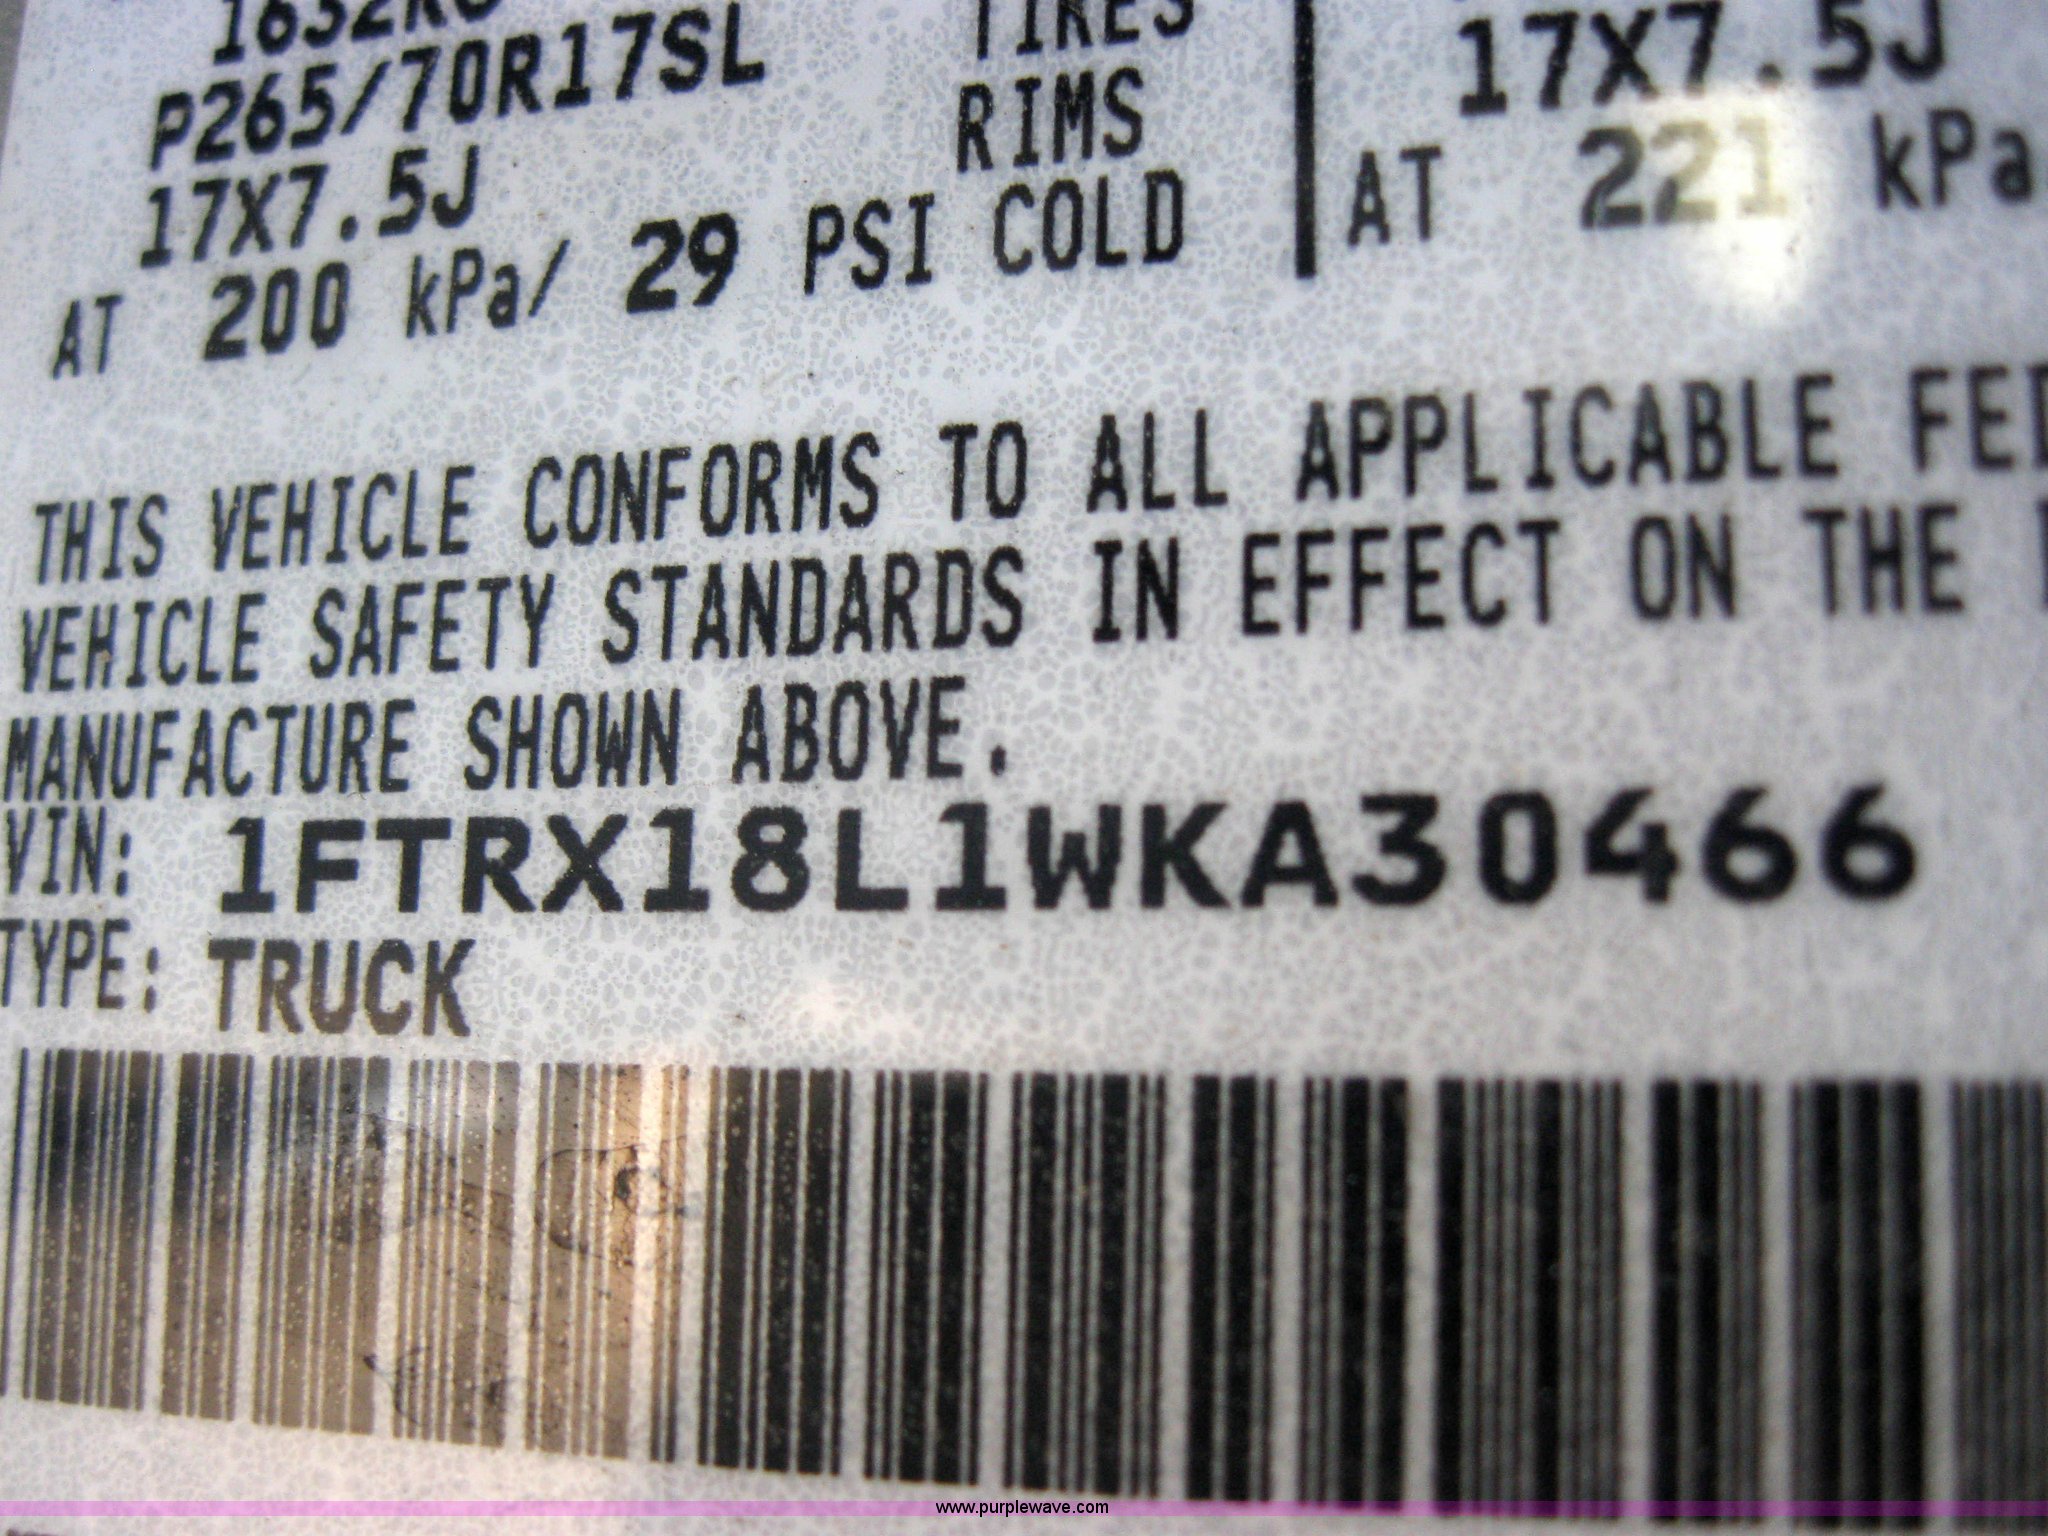 P265/70R17SL TIRES 17X7.5J
17X7.5J RIMS
AT 200 kPa/ 29 PSI COLD AT 221 kPa
THIS VEHICLE CONFORMS TO ALL APPLICABLE FED
VEHICLE SAFETY STANDARDS IN EFFECT ON THE
MANUFACTURE SHOWN ABOVE.
VIN: 1FTRX18L1WKA30466
TYPE: TRUCK
www.purplewave.com